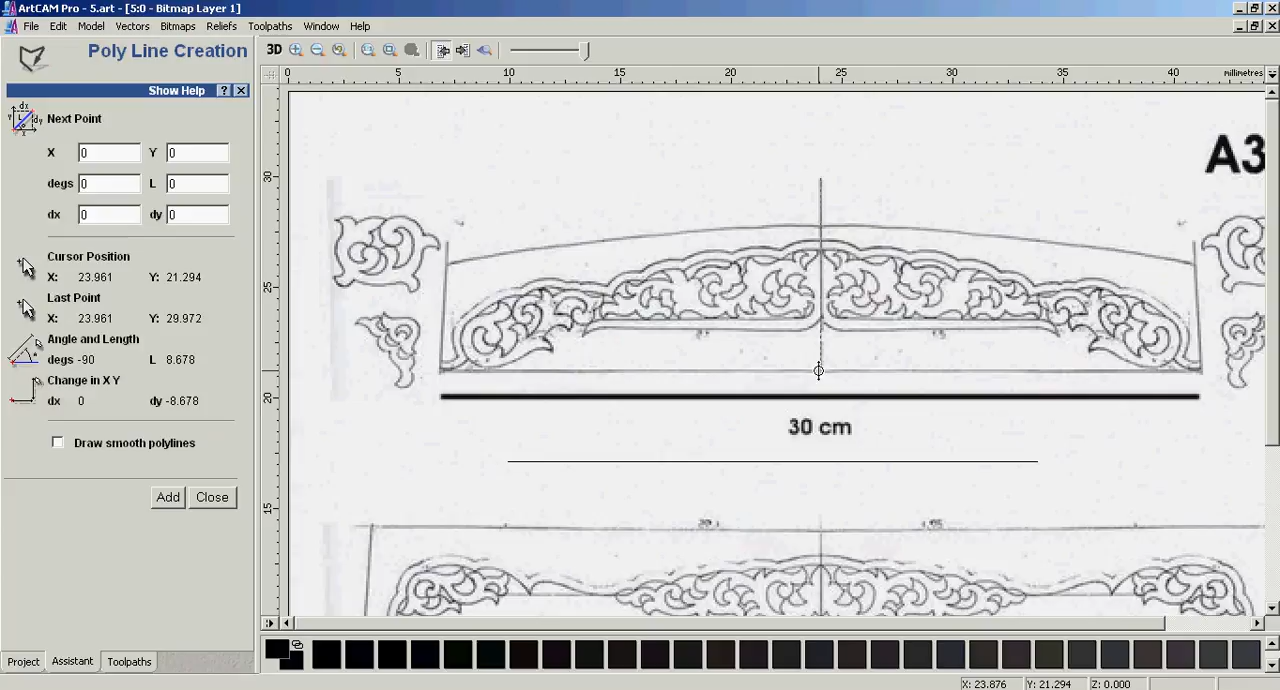 ArtCAM Pro - 5.art - [5:0 - Bitmap Layer 1]
File Edit Model Vectors Bitmaps Reliefs Toolpaths Window Help
Poly Line Creation
Show Help ? X
Next Point
X 0 Y 0
degs 0 L 0
dx 0 dy 0
Cursor Position
X: 23.961 Y: 21.294
Last Point
X: 23.961 Y: 29.972
Angle and Length
degs -90 L 8.678
Change in X Y
dx 0 dy -8.678
Draw smooth polylines
Add Close
Project Assistant Toolpaths
3D
0 5 10 15 20 25 30 35 40 millimetres
30
25
20
15
A3
30 cm
X: 23.876 Y: 21.294 Z: 0.000